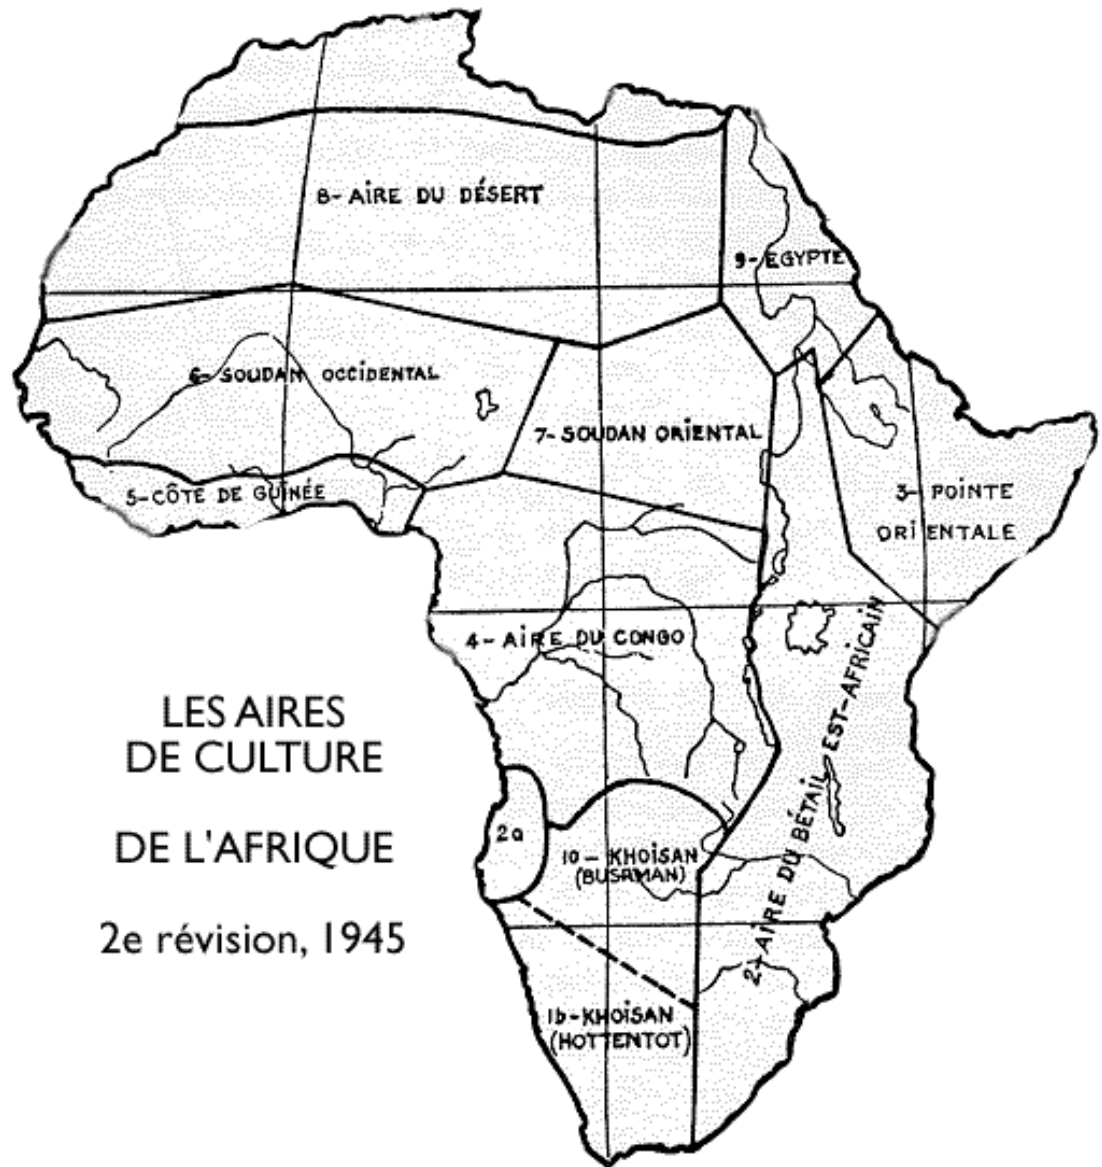 8-AIRE DU DÉSERT
9-EGYPTE
6-SOUDAN OCCIDENTAL
7-SOUDAN ORIENTAL
5-CÔTE DE GUINÉE
3-POINTE
ORIENTALE
4-AIRE DU CONGO
2-AIRE DU BÉTAIL EST-AFRICAIN
LES AIRES
DE CULTURE
DE L'AFRIQUE
2e révision, 1945
2a
10-KHOISAN
(BUSHMAN)
1b-KHOISAN
(HOTTENTOT)